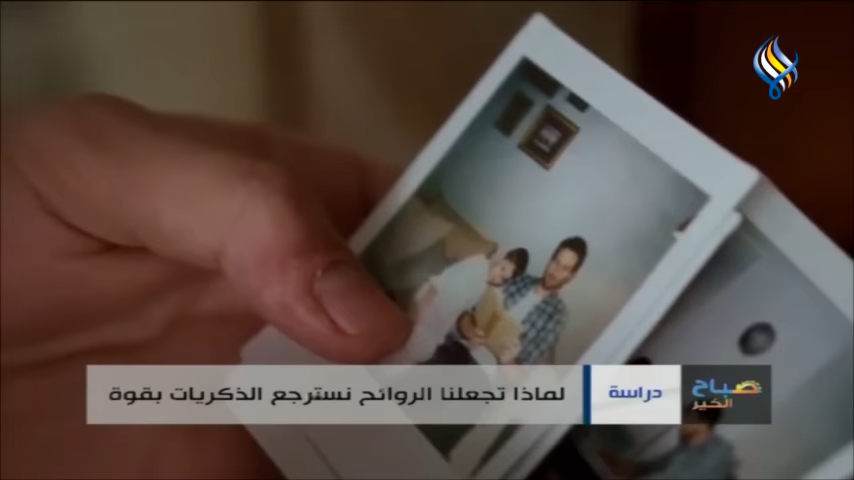 صباح
الخير
دراسة
لماذا تجعلنا الروائح نسترجع الذكريات بقوة